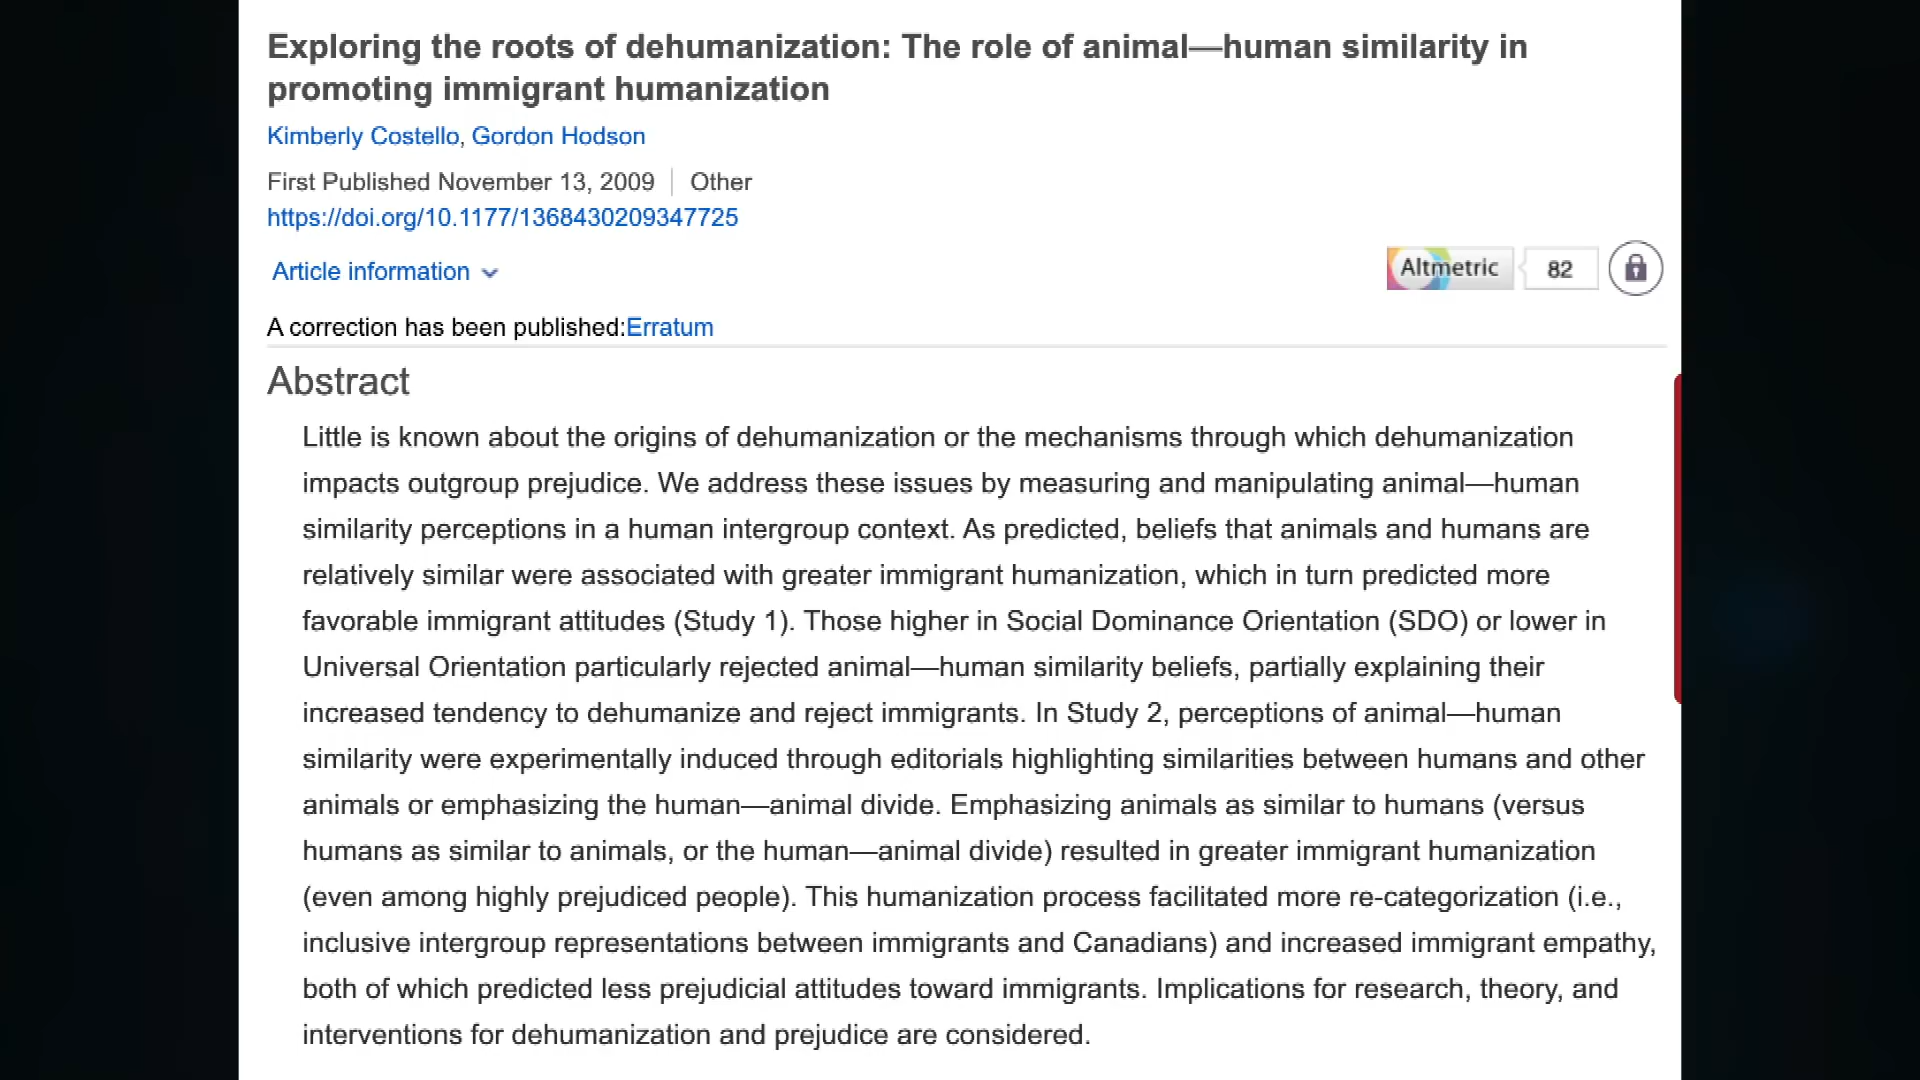 Exploring the roots of dehumanization: The role of animal—human similarity in
promoting immigrant humanization
Kimberly Costello, Gordon Hodson
First Published November 13, 2009 | Other
https://doi.org/10.1177/1368430209347725
Article information
Altmetric 82
A correction has been published:Erratum
Abstract
Little is known about the origins of dehumanization or the mechanisms through which dehumanization
impacts outgroup prejudice. We address these issues by measuring and manipulating animal—human
similarity perceptions in a human intergroup context. As predicted, beliefs that animals and humans are
relatively similar were associated with greater immigrant humanization, which in turn predicted more
favorable immigrant attitudes (Study 1). Those higher in Social Dominance Orientation (SDO) or lower in
Universal Orientation particularly rejected animal—human similarity beliefs, partially explaining their
increased tendency to dehumanize and reject immigrants. In Study 2, perceptions of animal—human
similarity were experimentally induced through editorials highlighting similarities between humans and other
animals or emphasizing the human—animal divide. Emphasizing animals as similar to humans (versus
humans as similar to animals, or the human—animal divide) resulted in greater immigrant humanization
(even among highly prejudiced people). This humanization process facilitated more re-categorization (i.e.,
inclusive intergroup representations between immigrants and Canadians) and increased immigrant empathy,
both of which predicted less prejudicial attitudes toward immigrants. Implications for research, theory, and
interventions for dehumanization and prejudice are considered.